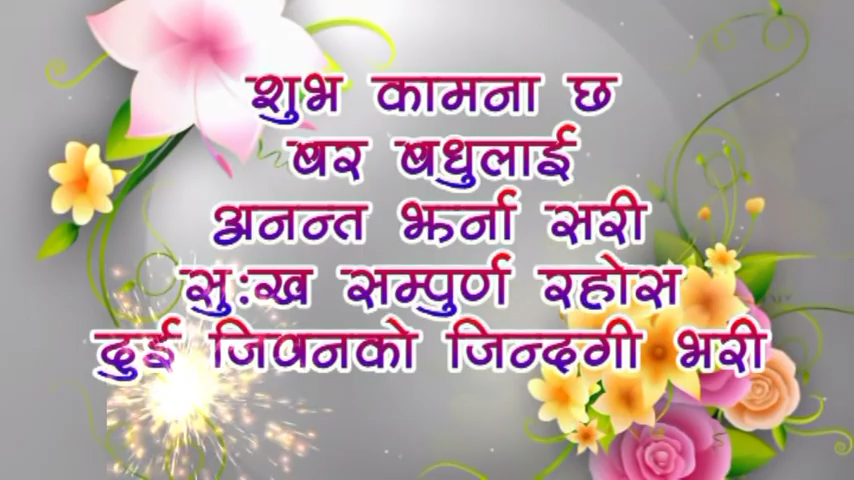 शुभ कामना छ
बर बधुलाई
अनन्त झर्ना सरी
सुःख सम्पुर्ण रहोस
दुई जिवनको जिन्दगी भरी